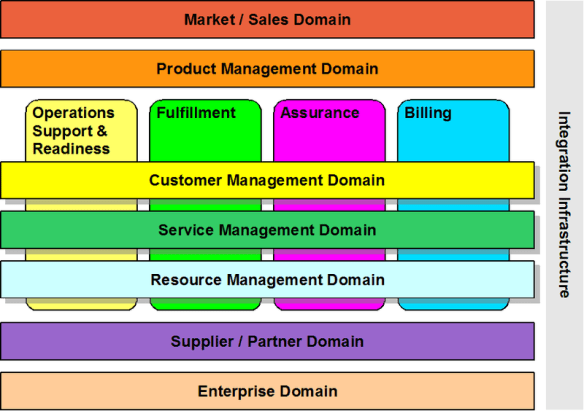 Market / Sales Domain
Product Management Domain
Operations
Support &
Readiness
Fulfillment
Assurance
Billing
Customer Management Domain
Service Management Domain
Resource Management Domain
Supplier / Partner Domain
Enterprise Domain
Integration Infrastructure